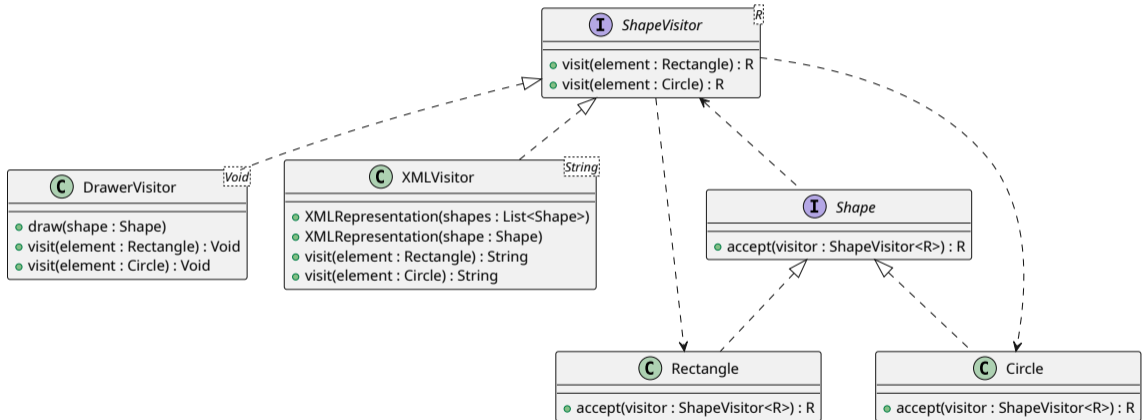 I ShapeVisitor R
visit(element : Rectangle) : R
visit(element : Circle) : R
C DrawerVisitor Void
draw(shape : Shape)
visit(element : Rectangle) : Void
visit(element : Circle) : Void
C XMLVisitor String
XMLRepresentation(shapes : List<Shape>)
XMLRepresentation(shape : Shape)
visit(element : Rectangle) : String
visit(element : Circle) : String
I Shape
accept(visitor : ShapeVisitor<R>) : R
C Rectangle
accept(visitor : ShapeVisitor<R>) : R
C Circle
accept(visitor : ShapeVisitor<R>) : R